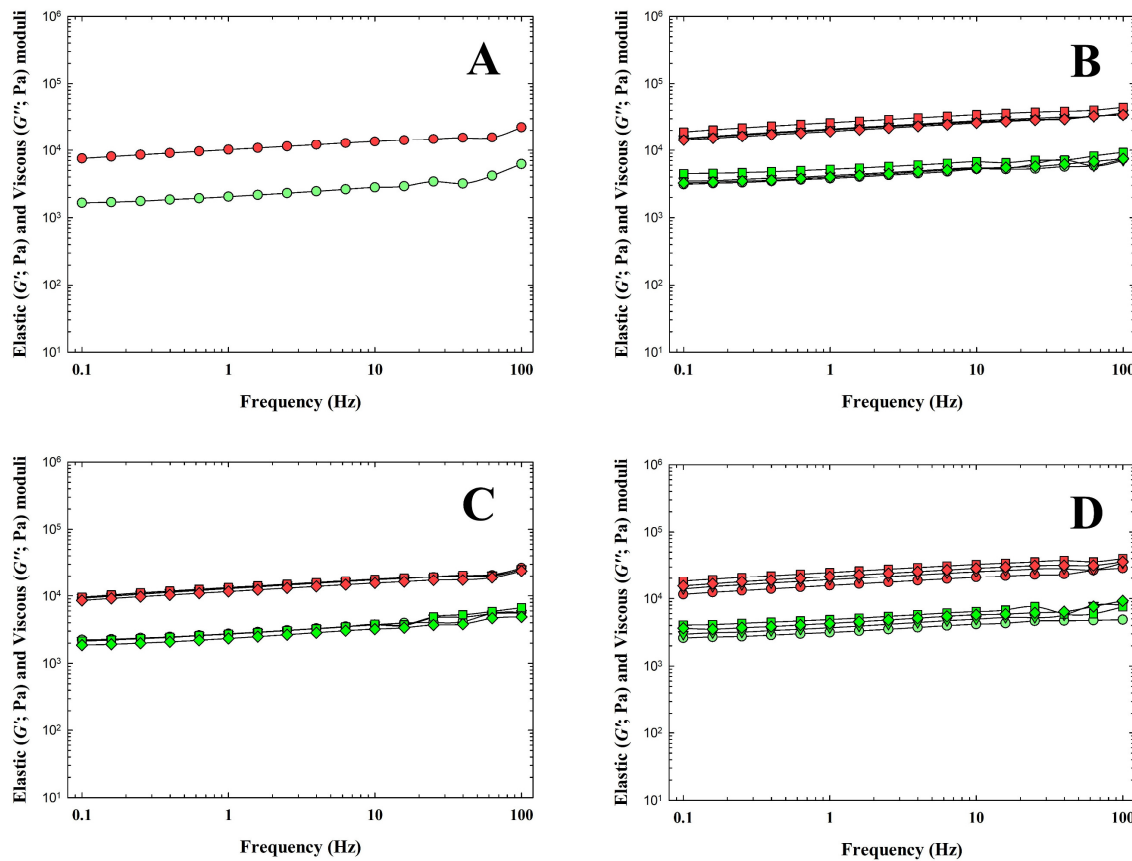 Elastic (G′; Pa) and Viscous (G′′; Pa) moduli
10⁶
10⁵
10⁴
10³
10²
10¹
A
0.1 1 10 100
Frequency (Hz)
Elastic (G′; Pa) and Viscous (G′′; Pa) moduli
10⁶
10⁵
10⁴
10³
10²
10¹
B
0.1 1 10 100
Frequency (Hz)
Elastic (G′; Pa) and Viscous (G′′; Pa) moduli
10⁶
10⁵
10⁴
10³
10²
10¹
C
0.1 1 10 100
Frequency (Hz)
Elastic (G′; Pa) and Viscous (G′′; Pa) moduli
10⁶
10⁵
10⁴
10³
10²
10¹
D
0.1 1 10 100
Frequency (Hz)